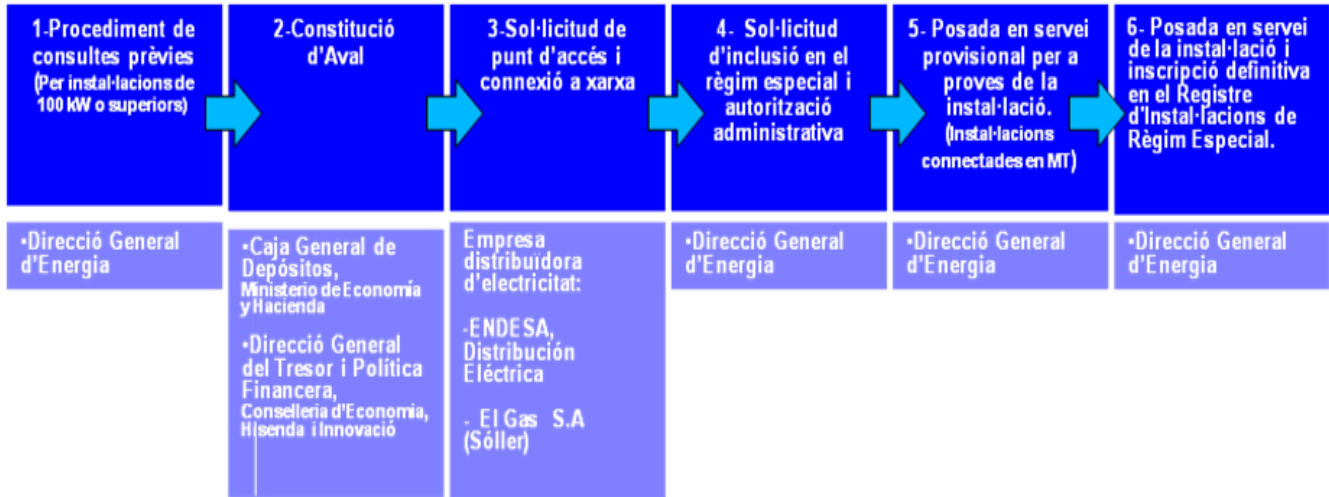 1-Procediment de
consultes prèvies
(Per instal·lacions de
100 kW o superiors)
2-Constitució
d'Aval
3-Sol·licitud de
punt d'accés i
connexió a xarxa
4- Sol·licitud
d'inclusió en el
règim especial i
autorització
administrativa
5- Posada en servei
provisional per a
proves de la
instal·lació.
(Instal·lacions
connectades en MT)
6- Posada en servei
de la instal·lació i
inscripció definitiva
en el Registre
d'Instal·lacions de
Règim Especial.
•Direcció General
d'Energia
•Caja General de
Depósitos,
Ministerio de Economía
y Hacienda
•Direcció General
del Tresor i Política
Financera,
Conselleria d'Economia,
Hisenda i Innovació
Empresa
distribuïdora
d'electricitat:
-ENDESA,
Distribución
Eléctrica
- El Gas S.A
(Sóller)
•Direcció General
d'Energia
•Direcció General
d'Energia
•Direcció General
d'Energia